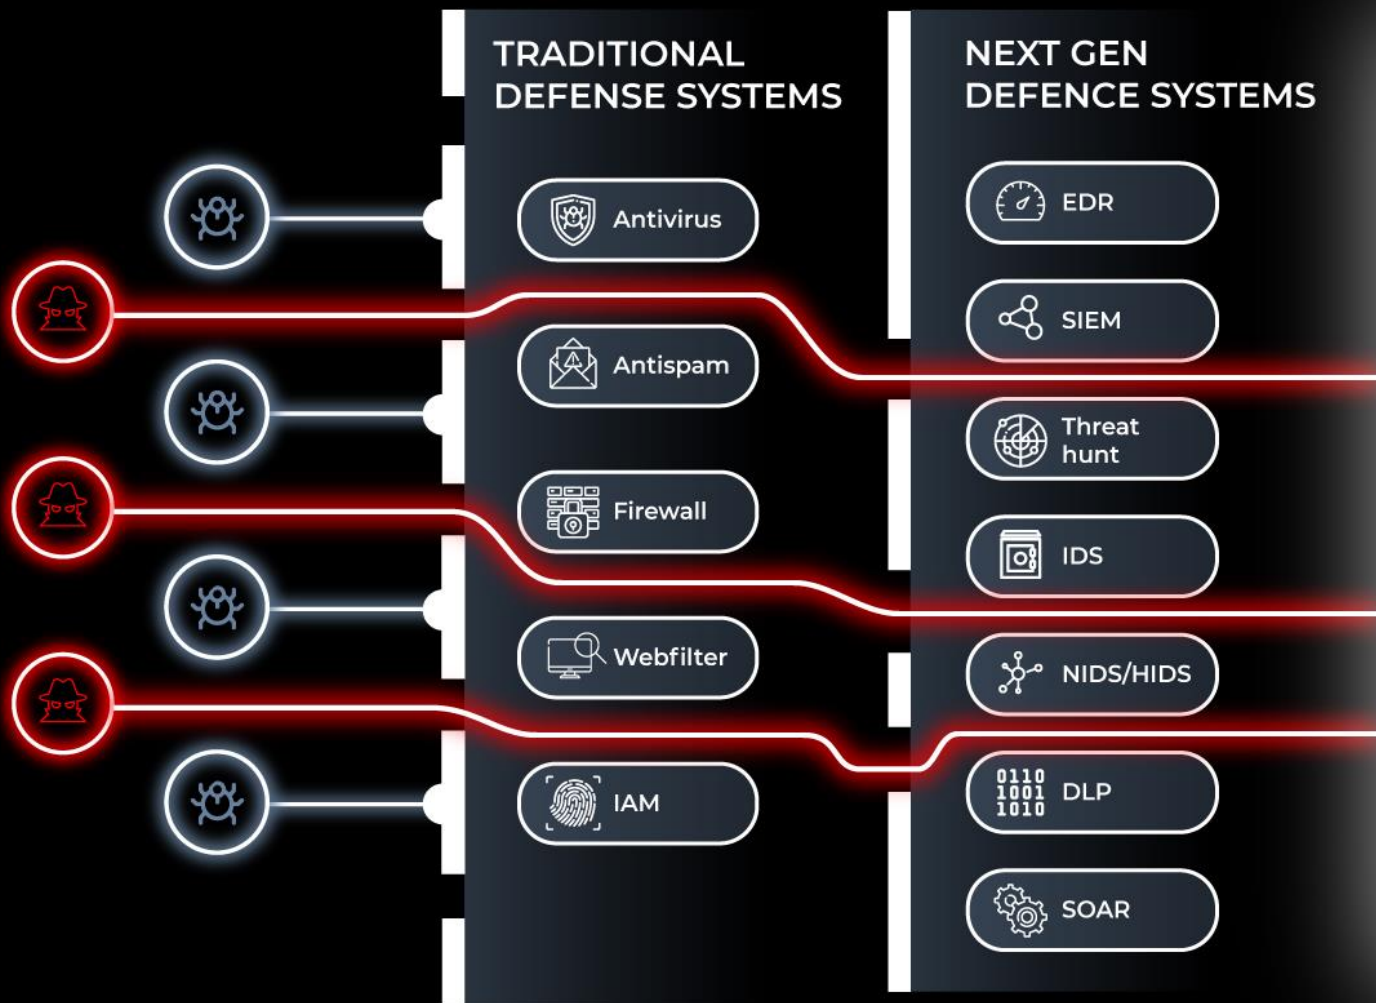 TRADITIONAL
DEFENSE SYSTEMS
Antivirus
Antispam
Firewall
Webfilter
IAM
NEXT GEN
DEFENCE SYSTEMS
EDR
SIEM
Threat
hunt
IDS
NIDS/HIDS
0110
1001
1010
DLP
SOAR